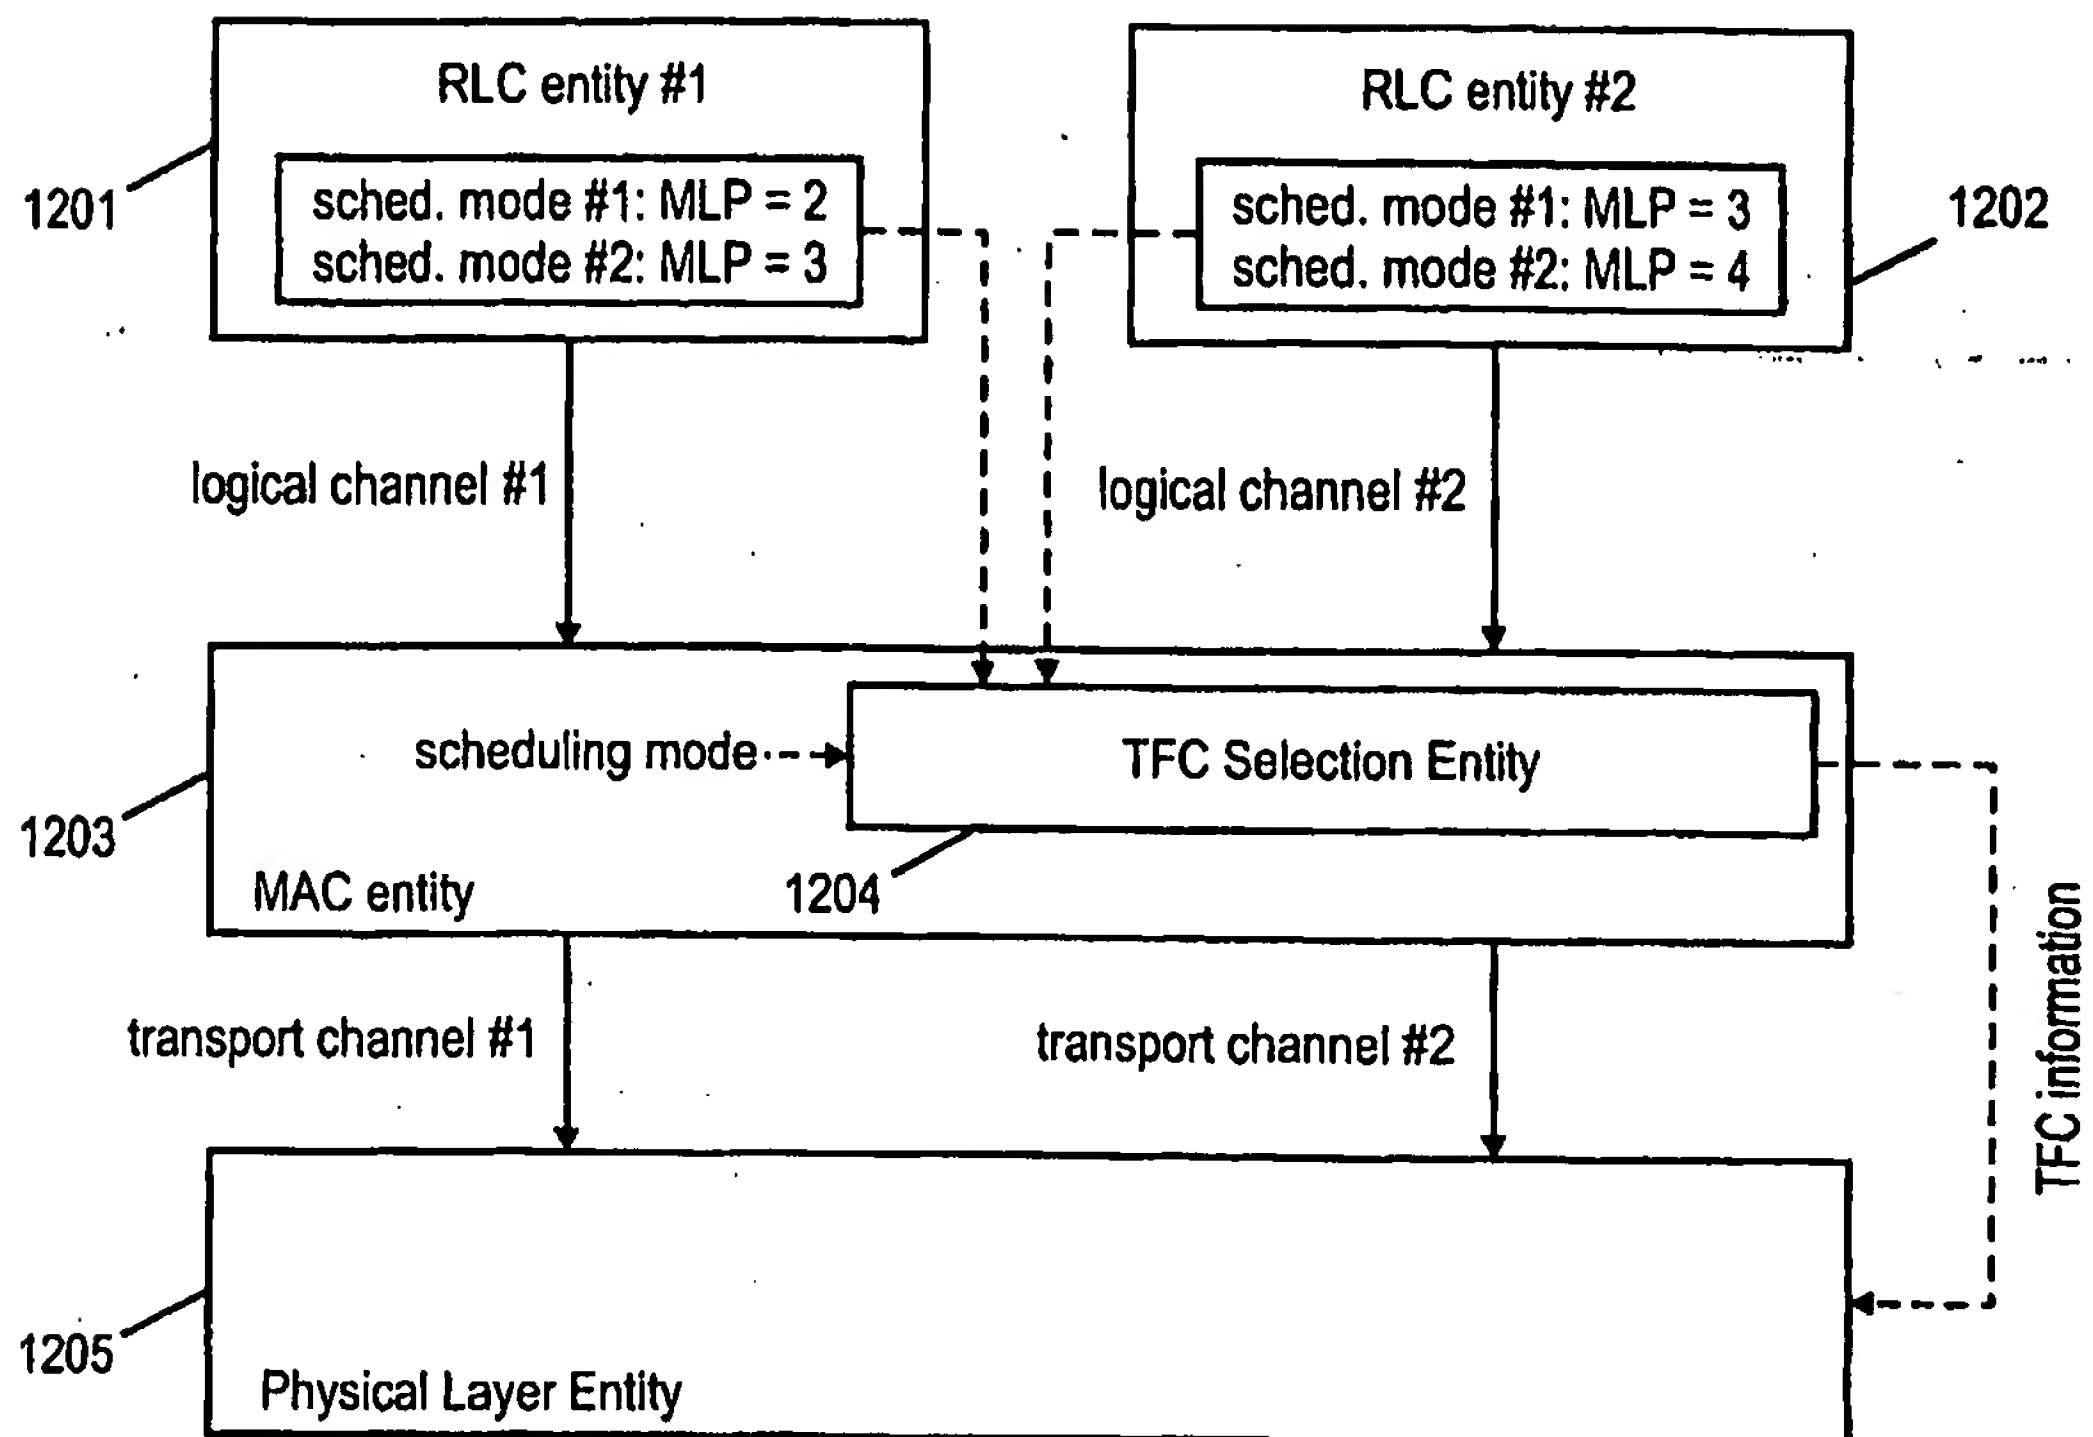 RLC entity #1
RLC entity #2
sched. mode #1: MLP = 2
sched. mode #2: MLP = 3
sched. mode #1: MLP = 3
sched. mode #2: MLP = 4
1201
1202
logical channel #1
logical channel #2
scheduling mode
TFC Selection Entity
1203
MAC entity
1204
transport channel #1
transport channel #2
TFC information
1205
Physical Layer Entity